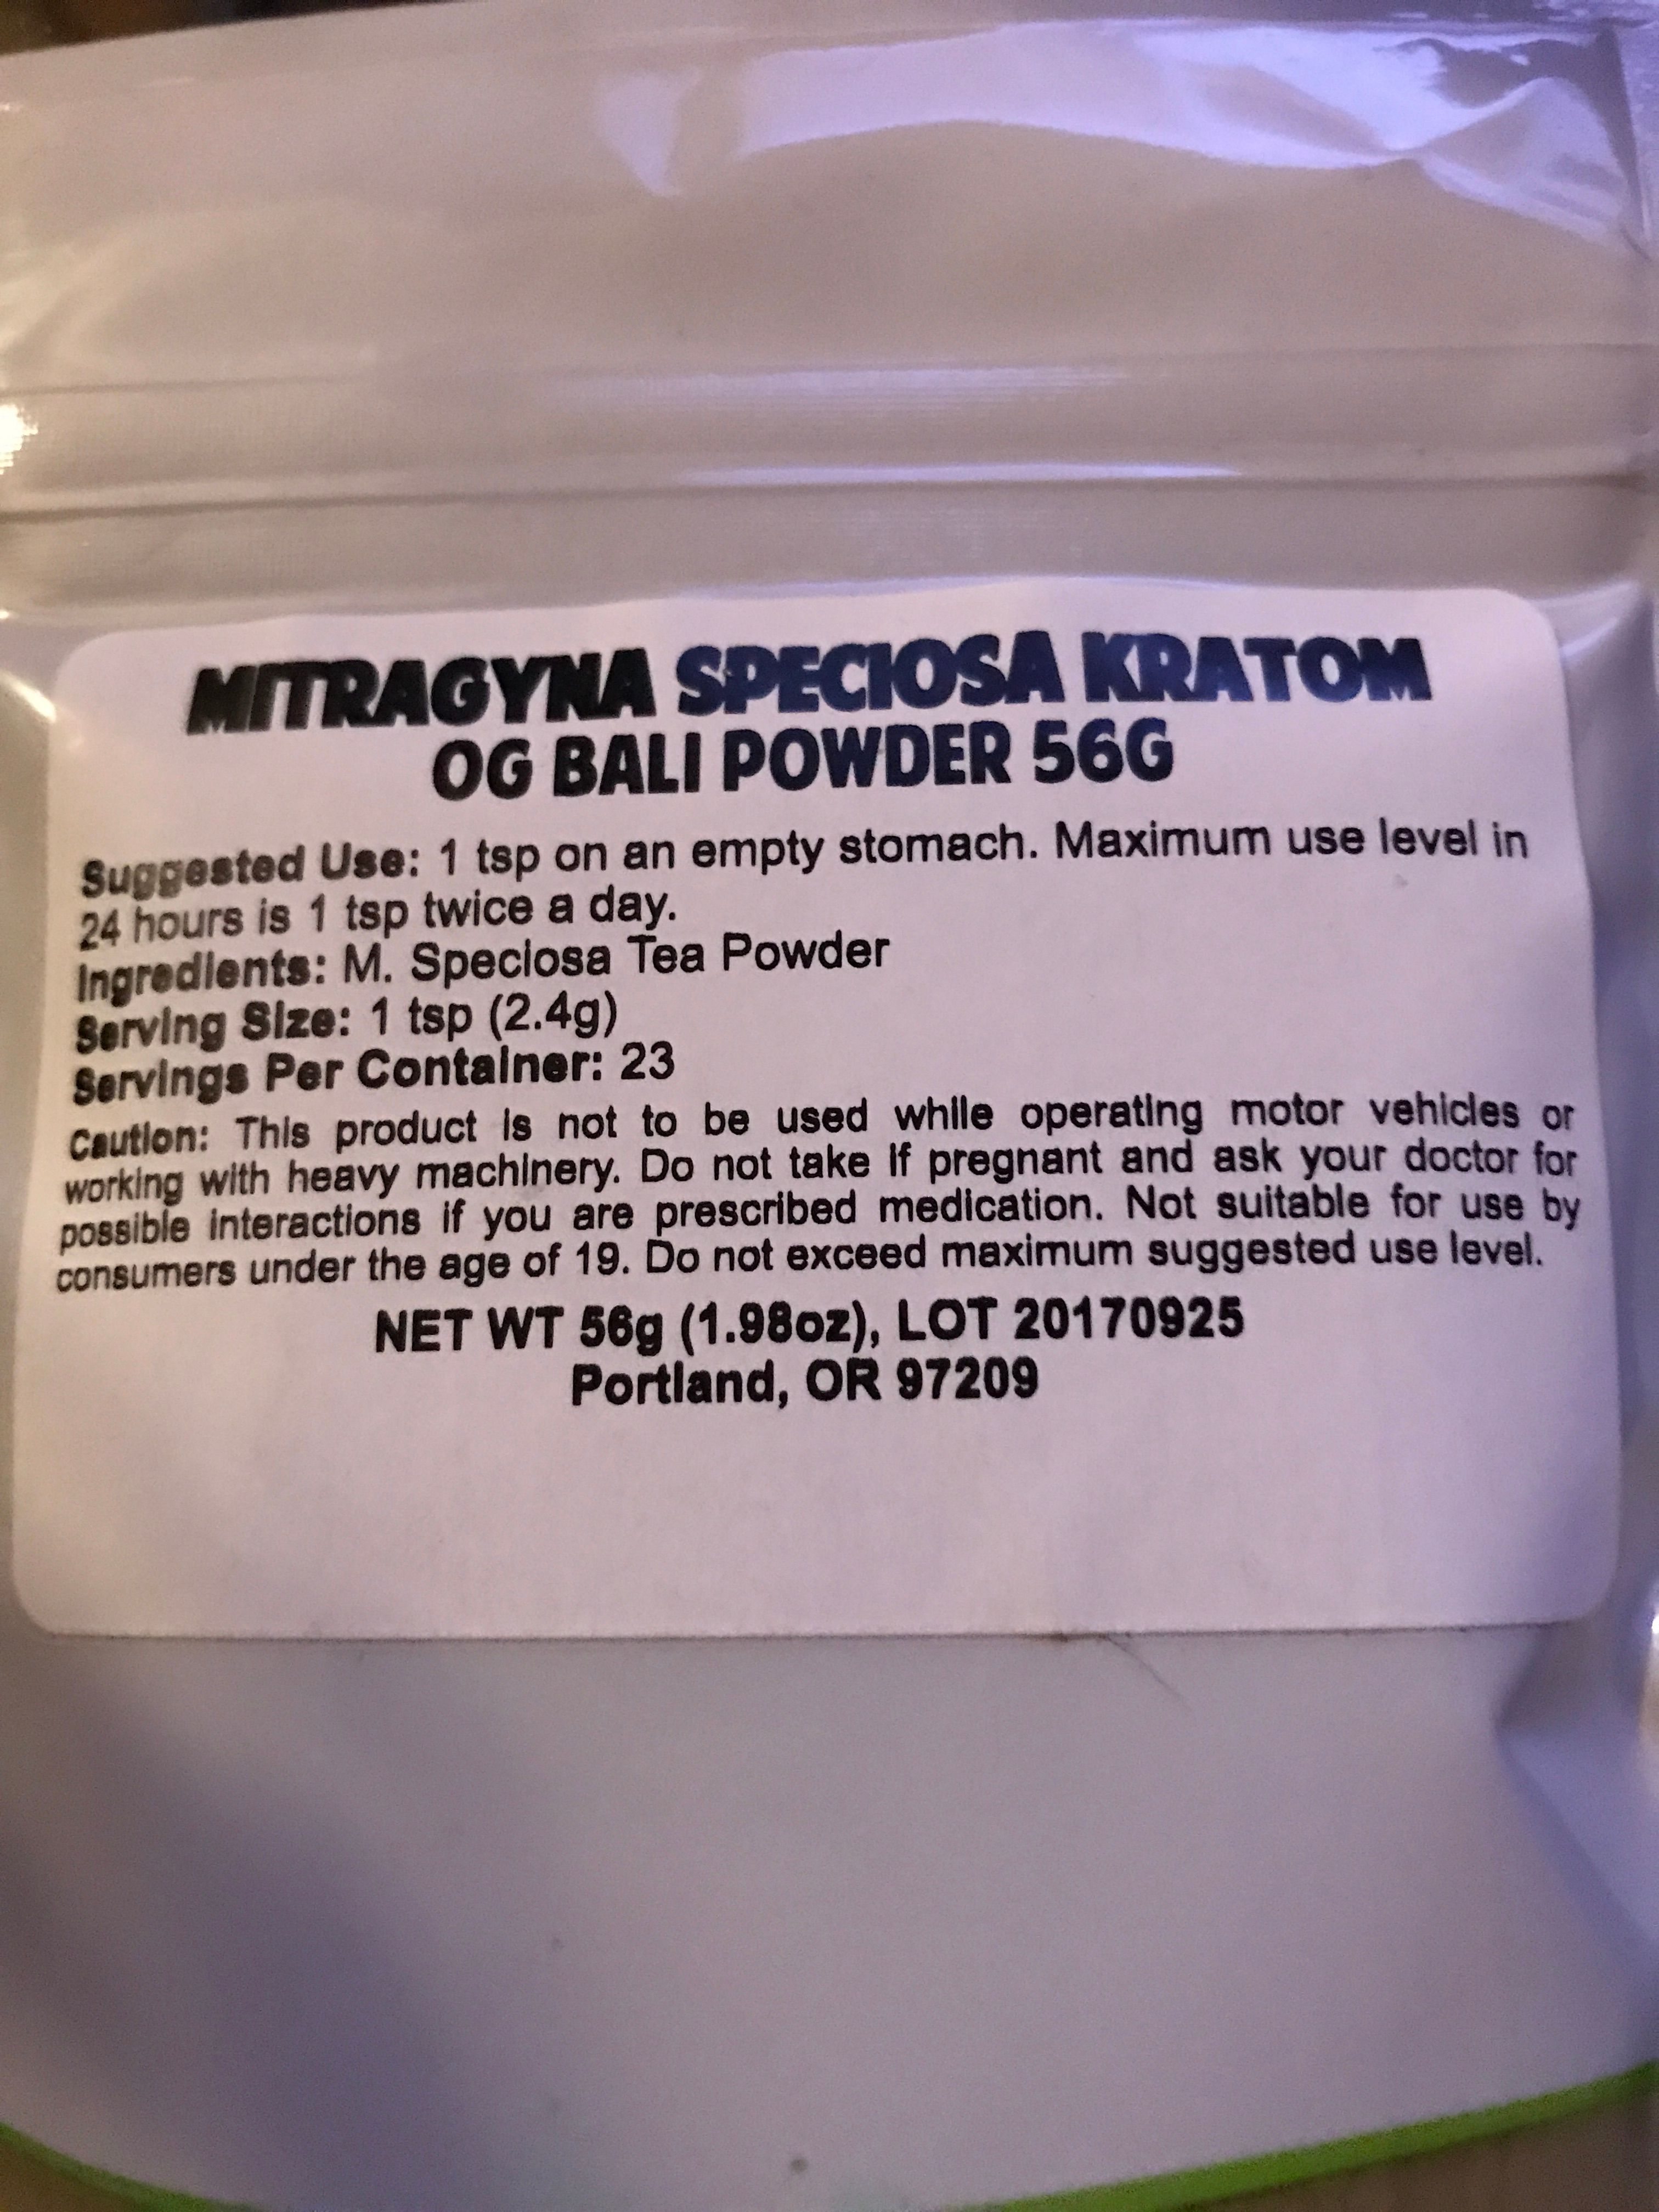 MITRAGYNA SPECIOSA KRATOM
OG BALI POWDER 56G
Suggested Use: 1 tsp on an empty stomach. Maximum use level in
24 hours is 1 tsp twice a day.
Ingredients: M. Speciosa Tea Powder
Serving Size: 1 tsp (2.4g)
Servings Per Container: 23
Caution: This product is not to be used while operating motor vehicles or
working with heavy machinery. Do not take if pregnant and ask your doctor for
possible interactions if you are prescribed medication. Not suitable for use by
consumers under the age of 19. Do not exceed maximum suggested use level.
NET WT 56g (1.98oz), LOT 20170925
Portland, OR 97209